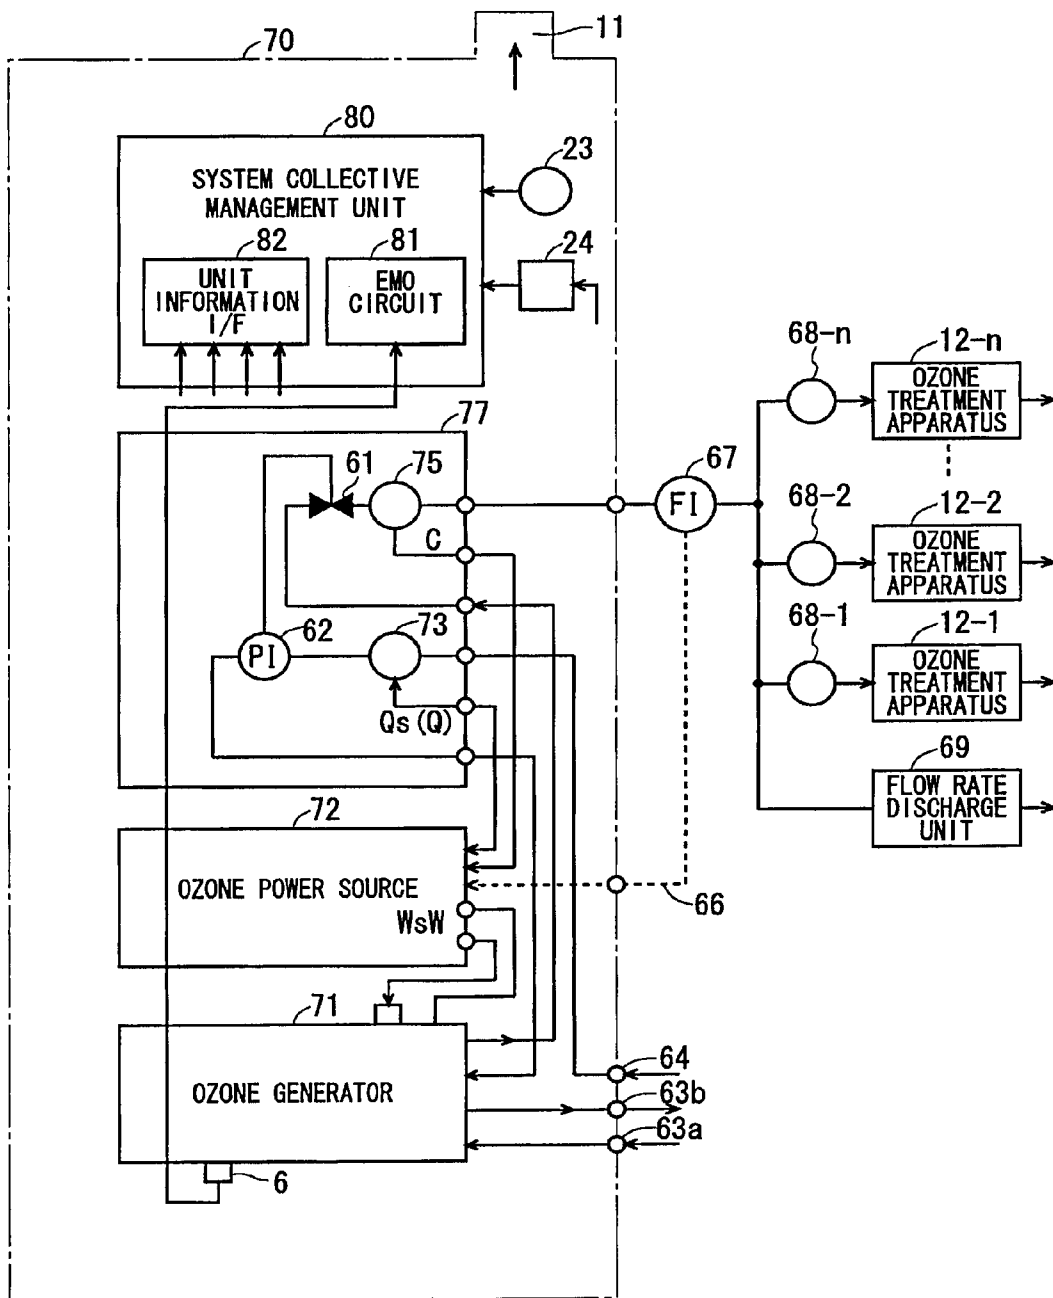 11
70
80
23
SYSTEM COLLECTIVE
MANAGEMENT UNIT
82
81
24
UNIT
INFORMATION
I/F
EMO
CIRCUIT
68-n
12-n
OZONE
TREATMENT
APPARATUS
77
61
75
67
FI
C
68-2
12-2
OZONE
TREATMENT
APPARATUS
62
73
PI
68-1
12-1
OZONE
TREATMENT
APPARATUS
Qs(Q)
69
FLOW RATE
DISCHARGE
UNIT
72
OZONE POWER SOURCE
66
WsW
71
OZONE GENERATOR
64
63b
63a
6